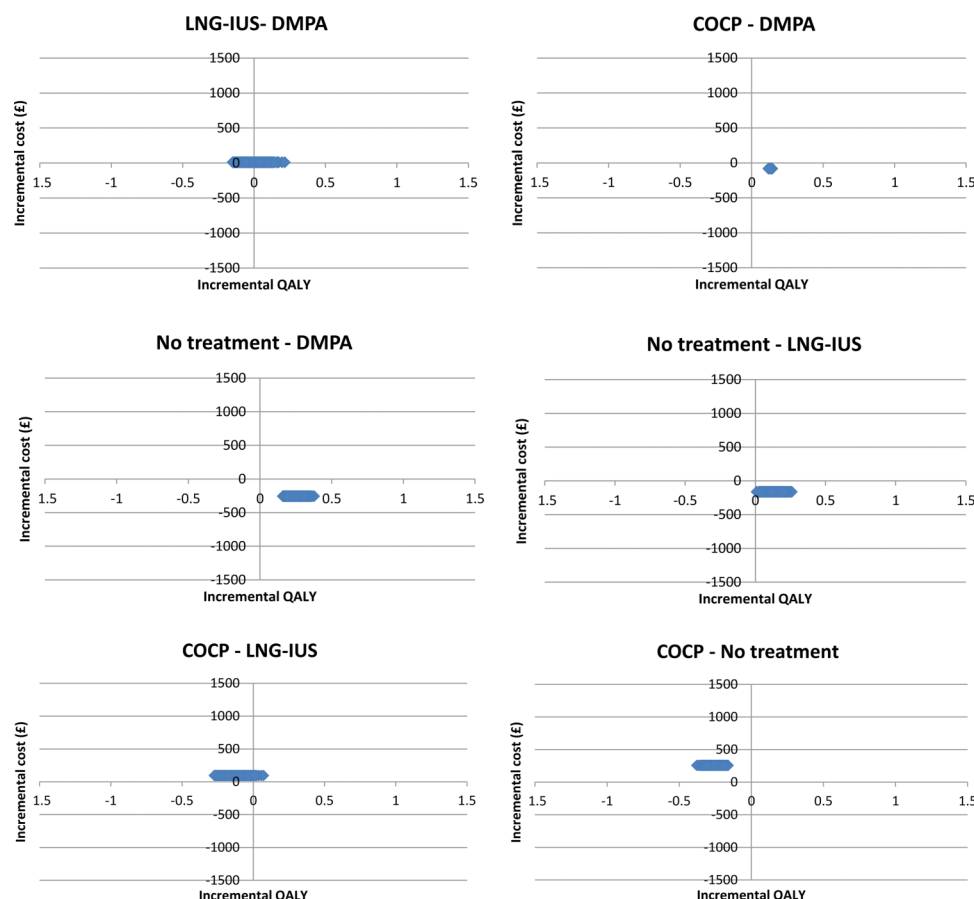 LNG-IUS- DMPA
1500
1000
500
0
1.5 -1 -0.5 0 0.5 1 1.5
-500
-1000
-1500
Incremental cost (£)
Incremental QALY
COCP - DMPA
1500
1000
500
0
1.5 -1 -0.5 0 0.5 1 1.5
-500
-1000
-1500
Incremental cost (£)
Incremental QALY
No treatment - DMPA
1500
1000
500
0
1.5 -1 -0.5 0 0.5 1 1.5
-500
-1000
-1500
Incremental cost (£)
Incremental QALY
No treatment - LNG-IUS
1500
1000
500
0
1.5 -1 -0.5 0 0.5 1 1.5
-500
-1000
-1500
Incremental cost (£)
Incremental QALY
COCP - LNG-IUS
1500
1000
500
0
1.5 -1 -0.5 0 0.5 1 1.5
-500
-1000
-1500
Incremental cost (£)
Incremental QALY
COCP - No treatment
1500
1000
500
0
1.5 -1 -0.5 0 0.5 1 1.5
-500
-1000
-1500
Incremental cost (£)
Incremental QALY